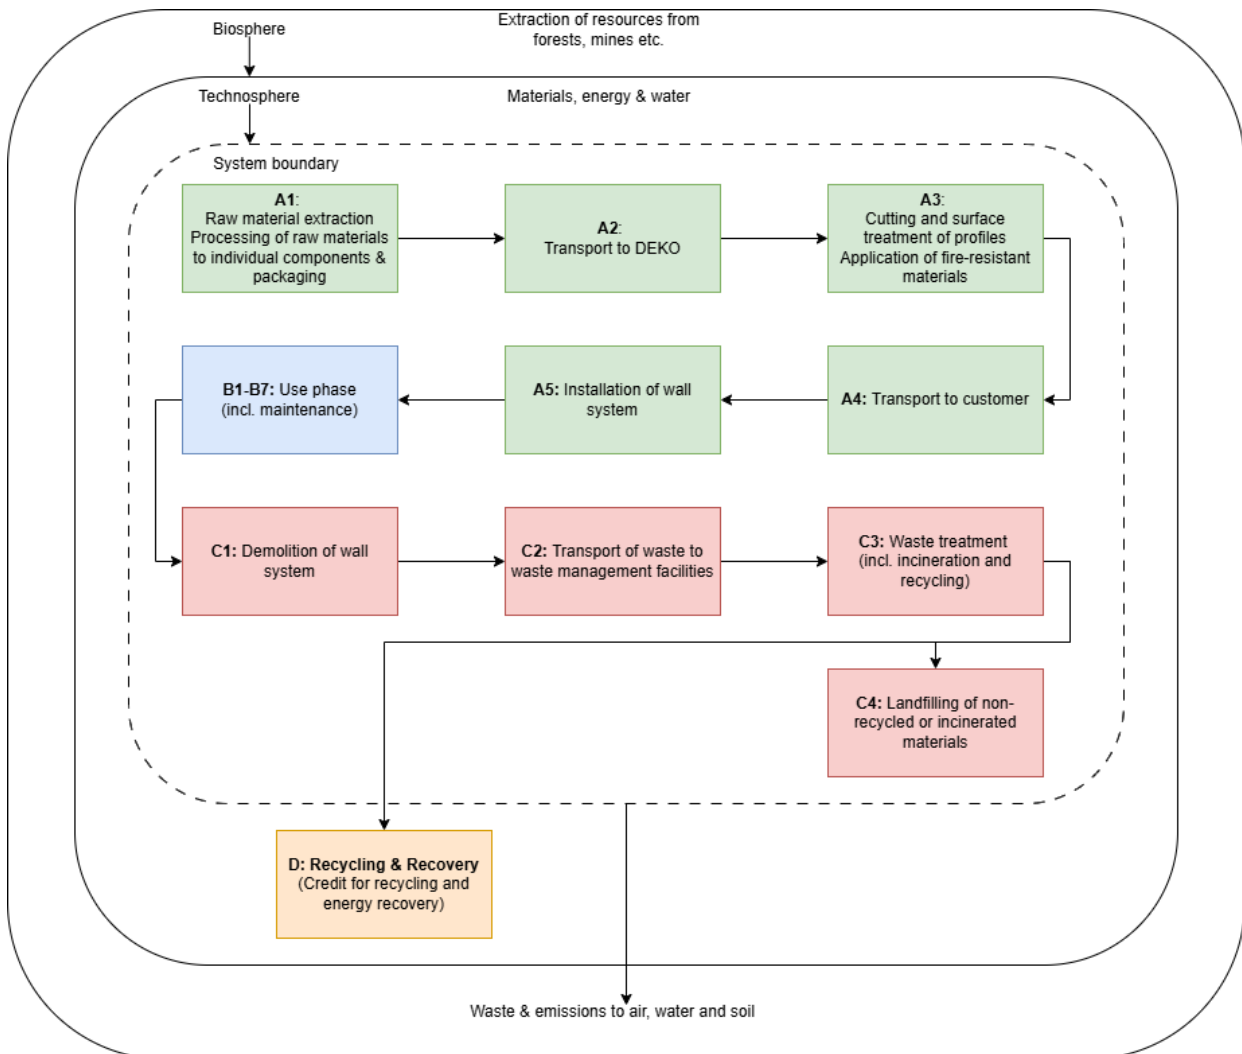 Extraction of resources from
forests, mines etc.
Biosphere
Technosphere
Materials, energy & water
System boundary
A1:
Raw material extraction
Processing of raw materials
to individual components &
packaging
A2:
Transport to DEKO
A3:
Cutting and surface
treatment of profiles
Application of fire-resistant
materials
B1-B7: Use phase
(incl. maintenance)
A5: Installation of wall
system
A4: Transport to customer
C1: Demolition of wall
system
C2: Transport of waste to
waste management facilities
C3: Waste treatment
(incl. incineration and
recycling)
C4: Landfilling of non-
recycled or incinerated
materials
D: Recycling & Recovery
(Credit for recycling and
energy recovery)
Waste & emissions to air, water and soil